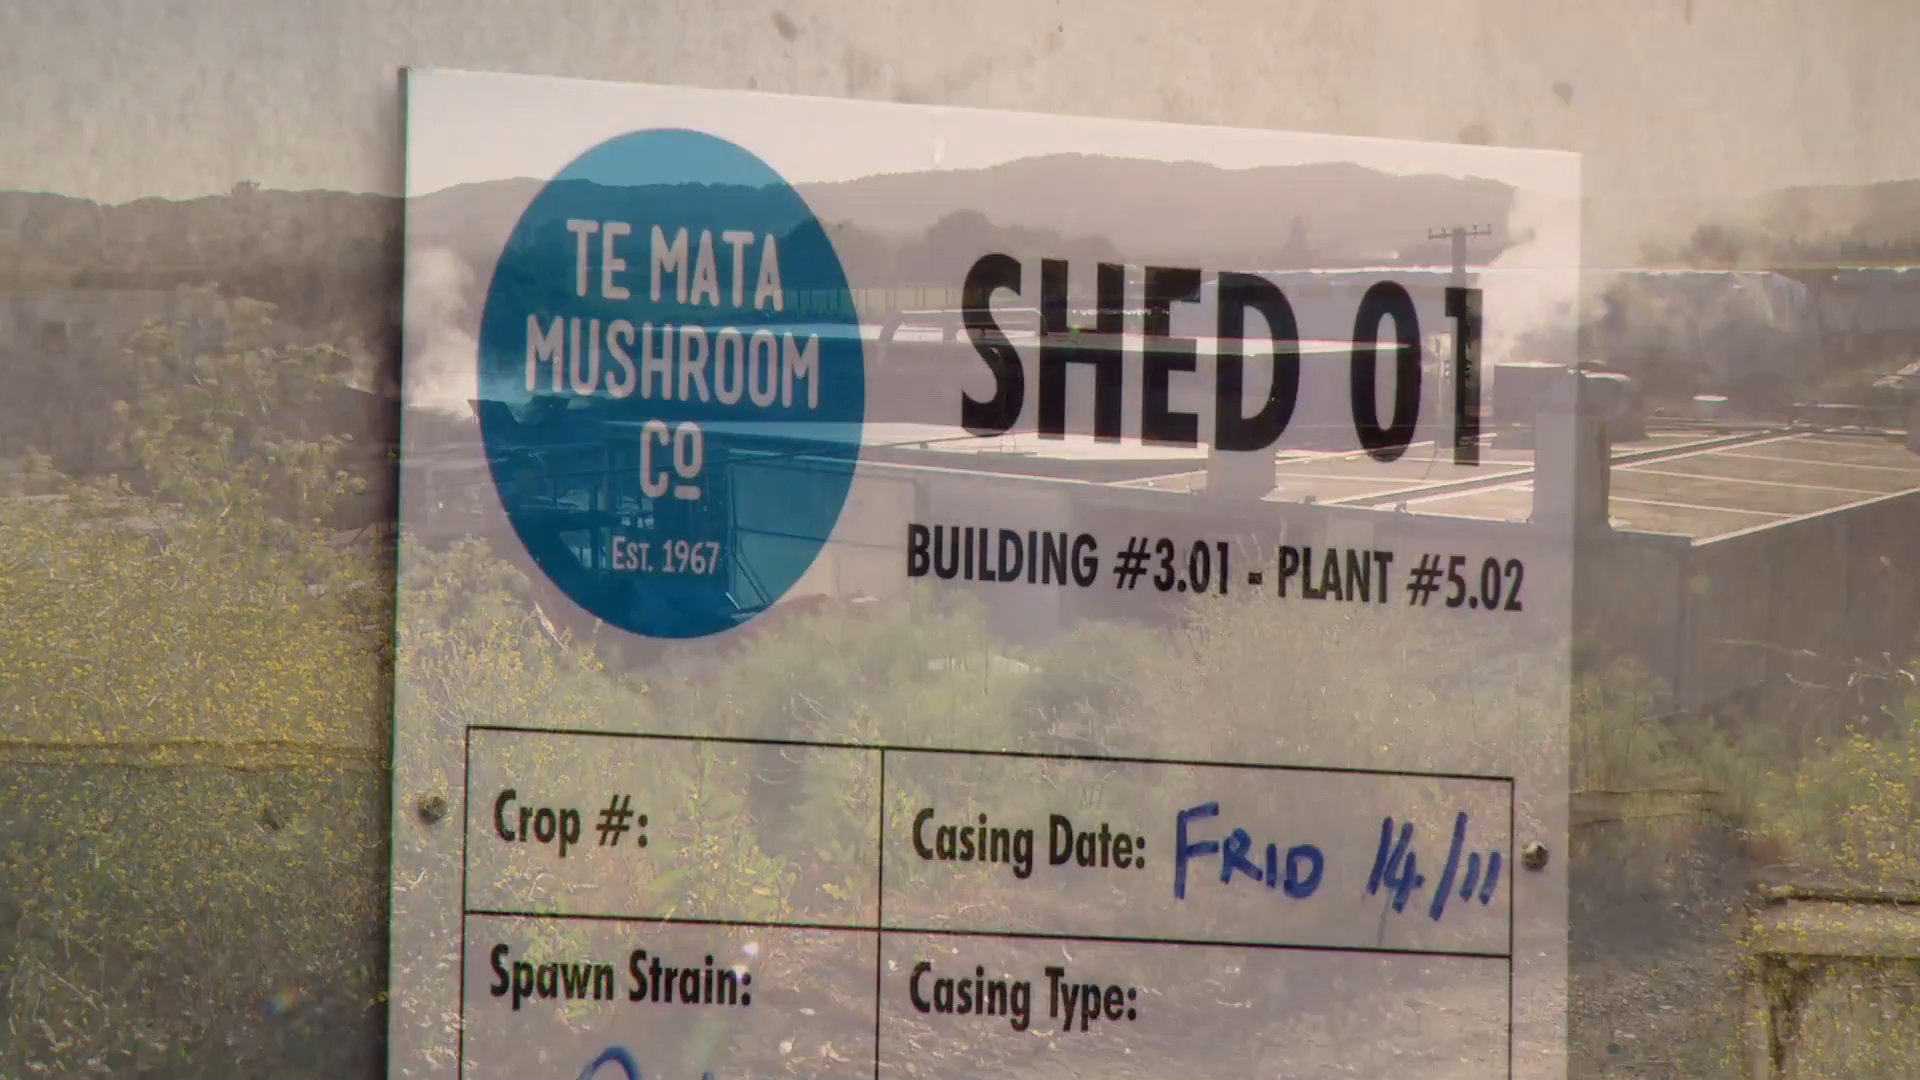 TE MATA
MUSHROOM
Co
EST. 1967
SHED 01
BUILDING #3.01 - PLANT #5.02
Crop #:
Casing Date: FRID 14/11
Spawn Strain:
Casing Type: